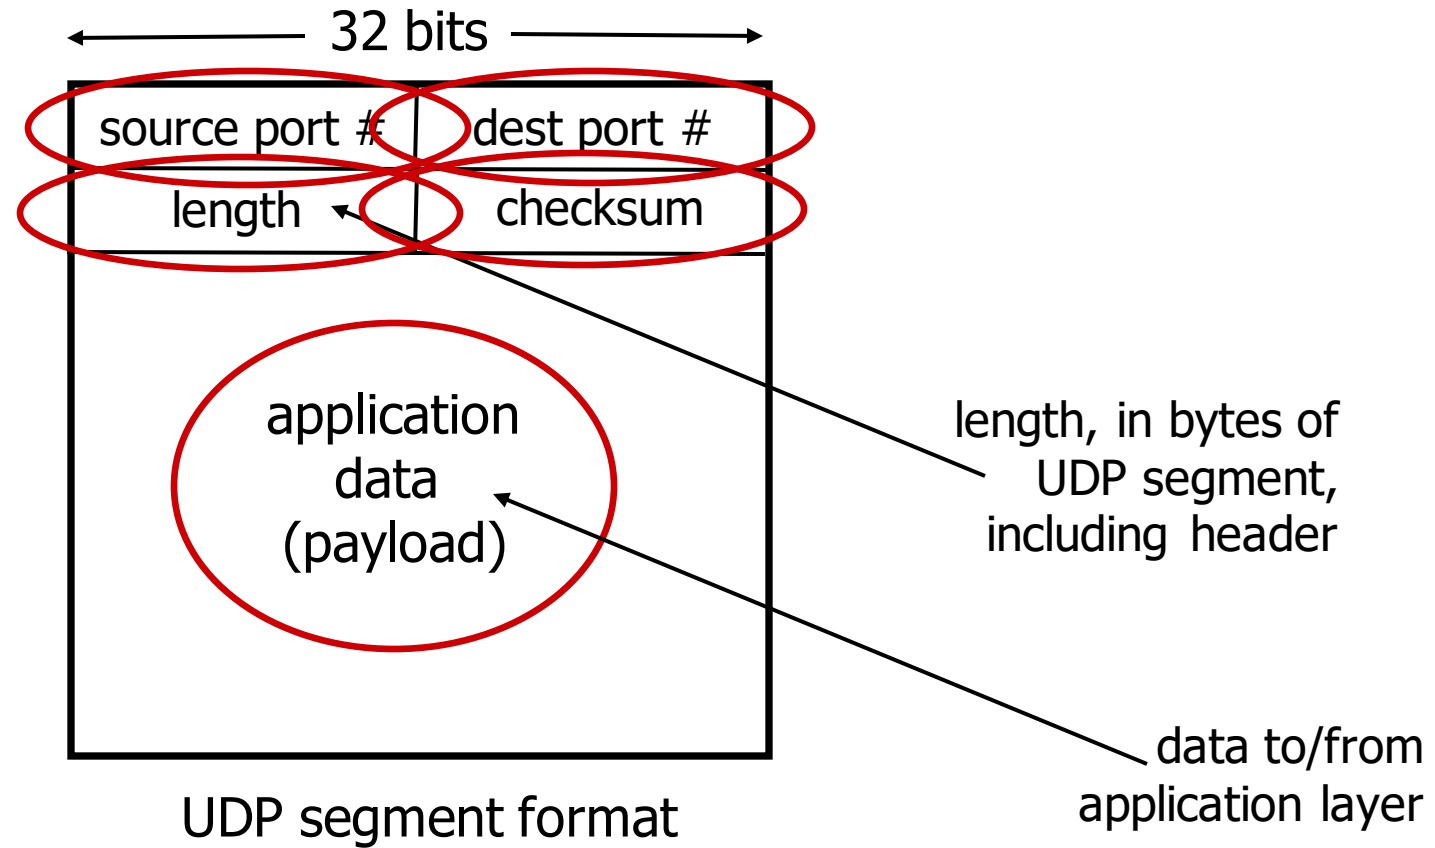 32 bits
source port #
dest port #
length
checksum
application
data
(payload)
length, in bytes of
UDP segment,
including header
data to/from
application layer
UDP segment format